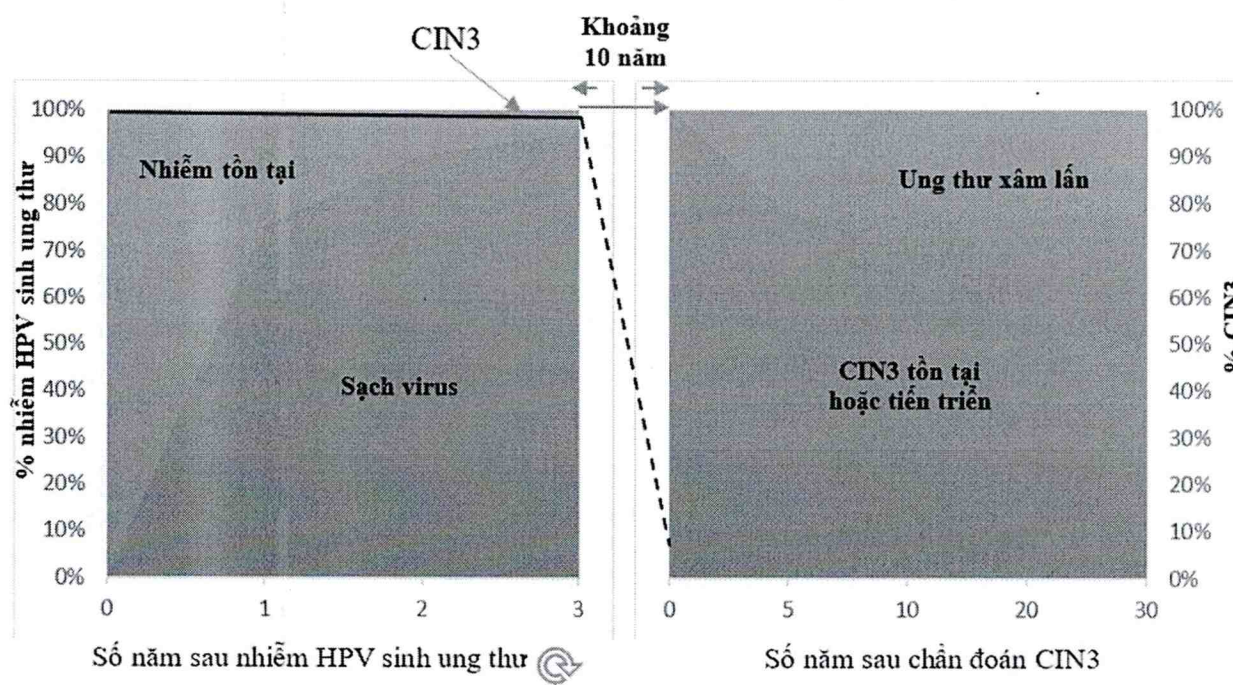 CIN3
Khoảng
10 năm
100%
90%
80%
70%
60%
50%
40%
30%
20%
10%
0%
% nhiễm HPV sinh ung thư
Nhiễm tồn tại
Sạch virus
0 1 2 3
Số năm sau nhiễm HPV sinh ung thư
Ung thư xâm lấn
CIN3 tồn tại
hoặc tiến triển
100%
90%
80%
70%
60%
50%
40%
30%
20%
10%
0%
% CIN3
0 5 10 20 30
Số năm sau chẩn đoán CIN3